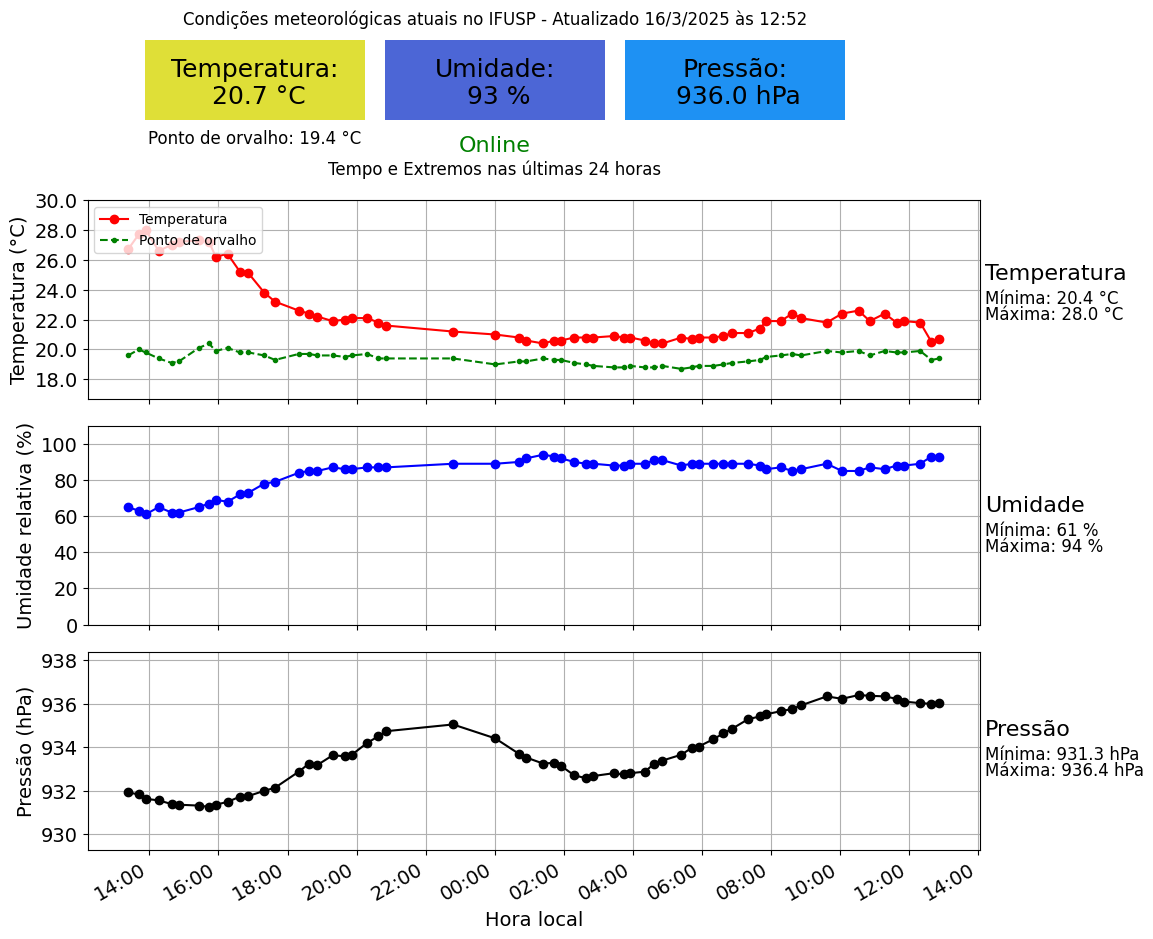 Condições meteorológicas atuais no IFUSP - Atualizado 16/3/2025 às 12:52
Temperatura:
20.7 °C
Umidade:
93 %
Pressão:
936.0 hPa
Ponto de orvalho: 19.4 °C
Online
Tempo e Extremos nas últimas 24 horas
Temperatura (°C)
30.0
28.0
26.0
24.0
22.0
20.0
18.0
Temperatura
Ponto de orvalho
Temperatura
Mínima: 20.4 °C
Máxima: 28.0 °C
Umidade relativa (%)
100
80
60
40
20
0
Umidade
Mínima: 61 %
Máxima: 94 %
Pressão (hPa)
938
936
934
932
930
Pressão
Mínima: 931.3 hPa
Máxima: 936.4 hPa
14:00
16:00
18:00
20:00
22:00
00:00
02:00
04:00
06:00
08:00
10:00
12:00
14:00
Hora local